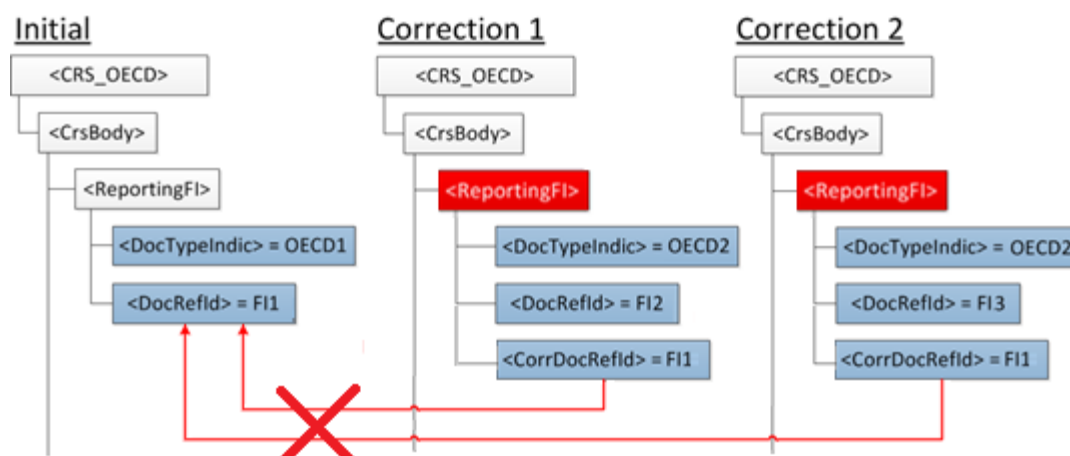 Initial
<CRS_OECD>
<CrsBody>
<ReportingFI>
<DocTypeIndic> = OECD1
<DocRefId> = FI1
Correction 1
<CRS_OECD>
<CrsBody>
<ReportingFI>
<DocTypeIndic> = OECD2
<DocRefId> = FI2
<CorrDocRefId> = FI1
Correction 2
<CRS_OECD>
<CrsBody>
<ReportingFI>
<DocTypeIndic> = OECD2
<DocRefId> = FI3
<CorrDocRefId> = FI1